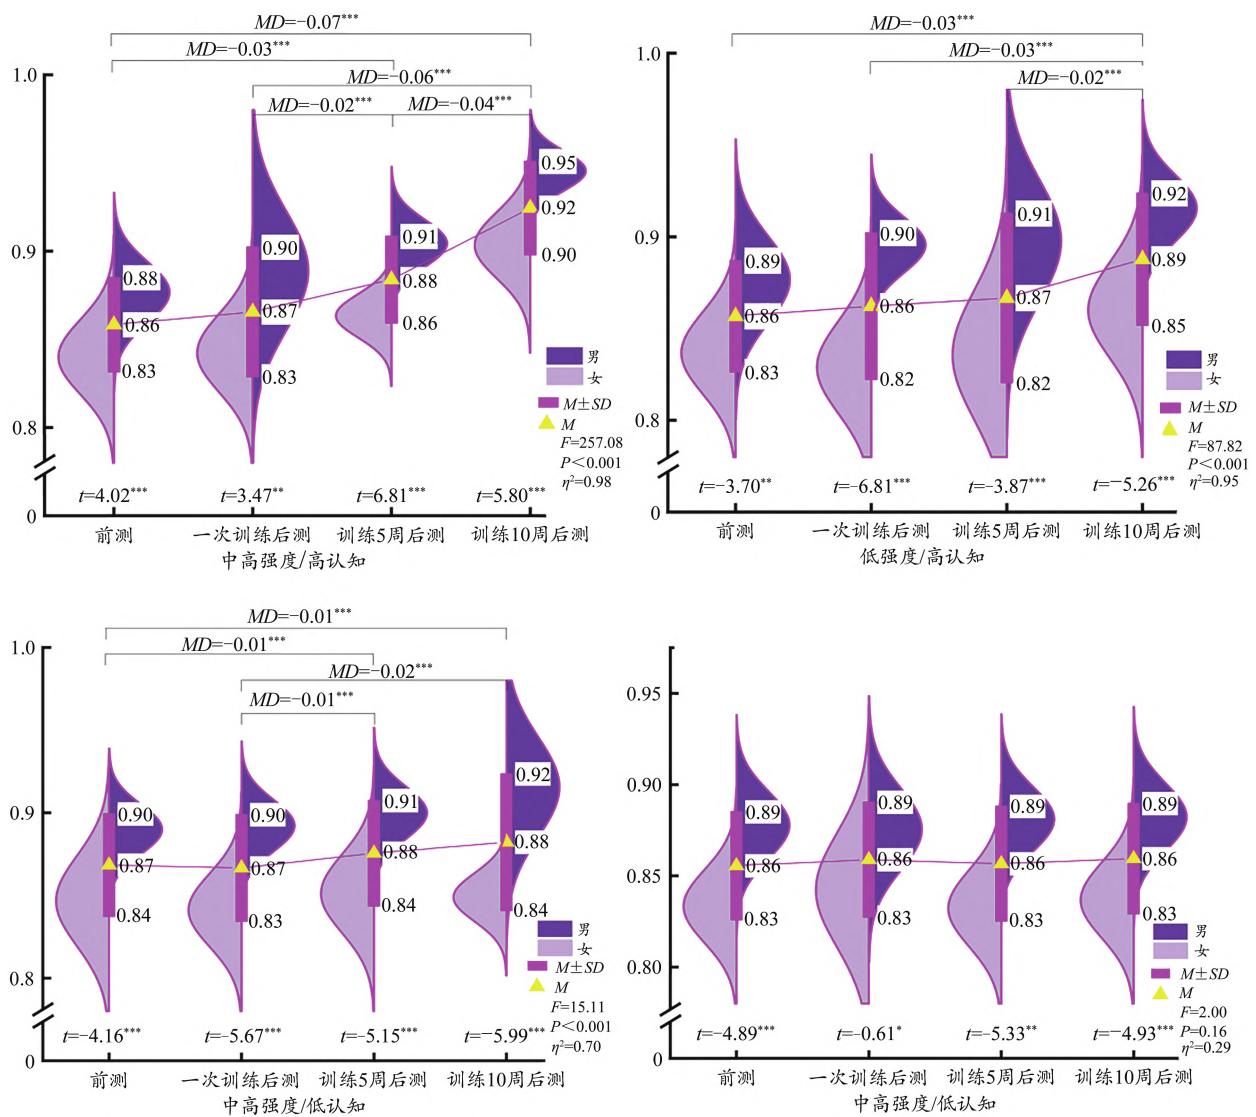 MD=−0.07***
MD=−0.03***
MD=−0.06***
MD=−0.02***
MD=−0.04***
1.0
0.9
0.8
0
0.88
0.86
0.83
0.90
0.87
0.83
0.91
0.88
0.86
0.95
0.92
0.90
男
女
M±SD
M
F=257.08
P<0.001
η²=0.98
t=4.02***
t=3.47**
t=6.81***
t=5.80***
前测
一次训练后测
训练5周后测
训练10周后测
中高强度/高认知
MD=−0.03***
MD=−0.03***
MD=−0.02***
1.0
0.9
0.8
0
0.89
0.86
0.83
0.90
0.86
0.82
0.91
0.87
0.82
0.92
0.89
0.85
男
女
M±SD
M
F=87.82
P<0.001
η²=0.95
t=−3.70**
t=−6.81***
t=−3.87***
t=−5.26***
前测
一次训练后测
训练5周后测
训练10周后测
低强度/高认知
MD=−0.01***
MD=−0.01***
MD=−0.02***
MD=−0.01***
1.0
0.9
0.8
0
0.90
0.87
0.84
0.90
0.87
0.83
0.91
0.88
0.84
0.92
0.88
0.84
男
女
M±SD
M
F=15.11
P<0.001
η²=0.70
t=−4.16***
t=−5.67***
t=−5.15***
t=−5.99***
前测
一次训练后测
训练5周后测
训练10周后测
中高强度/低认知
0.95
0.90
0.85
0.80
0
0.89
0.86
0.83
0.89
0.86
0.83
0.89
0.86
0.83
0.89
0.86
0.83
男
女
M±SD
M
F=2.00
P=0.16
η²=0.29
t=−4.89***
t=−0.61*
t=−5.33**
t=−4.93***
前测
一次训练后测
训练5周后测
训练10周后测
中高强度/低认知